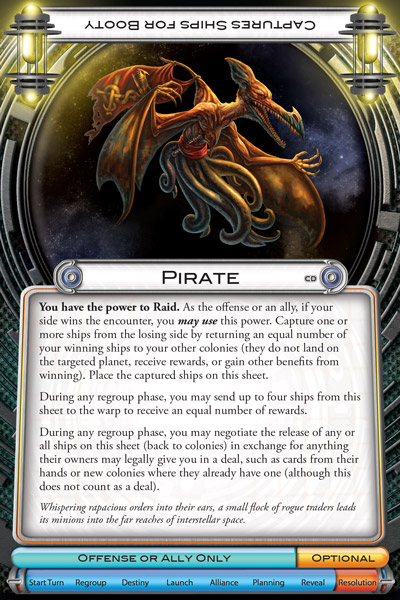 Captures Ships for Booty
Pirate
CD
You have the power to Raid. As the offense or an ally, if your
side wins the encounter, you may use this power. Capture one or
more ships from the losing side by returning an equal number of
your winning ships to your other colonies (they do not land on
the targeted planet, receive rewards, or gain other benefits from
winning). Place the captured ships on this sheet.
During any regroup phase, you may send up to four ships from this
sheet to the warp to receive an equal number of rewards.
During any regroup phase, you may negotiate the release of any or
all ships on this sheet (back to colonies) in exchange for anything
their owners may legally give you in a deal, such as cards from their
hands or new colonies where they already have one (although this
does not count as a deal).
Whispering rapacious orders into their ears, a small flock of rogue traders leads
its minions into the far reaches of interstellar space.
Offense or Ally Only Optional
Start Turn Regroup Destiny Launch Alliance Planning Reveal Resolution